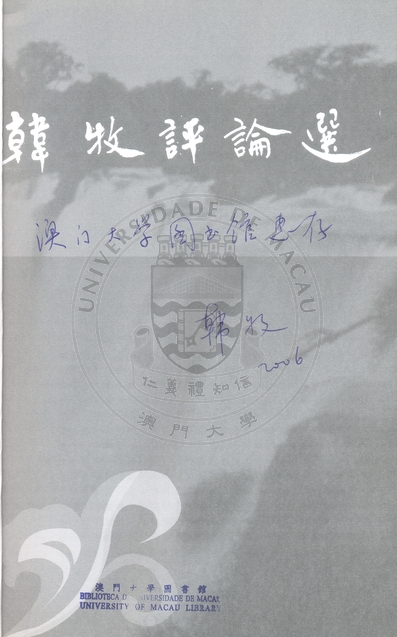 韓牧評論選
澳门大学图书馆惠存
UNIVERSIDADE DE MACAU
韩牧
2006
仁義禮知信
澳門大學
澳門大學圖書館
BIBLIOTECA DA UNIVERSIDADE DE MACAU
UNIVERSITY OF MACAU LIBRARY